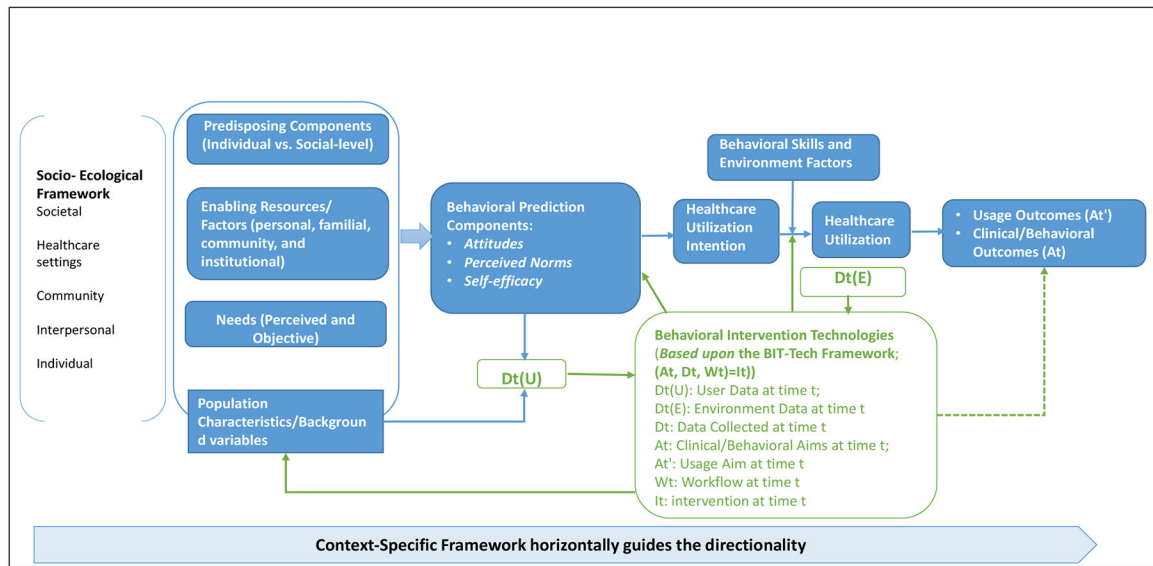 Socio- Ecological
Framework
Societal
Healthcare
settings
Community
Interpersonal
Individual
Predisposing Components
(Individual vs. Social-level)
Enabling Resources/
Factors (personal, familial,
community, and
institutional)
Needs (Perceived and
Objective)
Population
Characteristics/Backgroun
d variables
Behavioral Prediction
Components:
• Attitudes
• Perceived Norms
• Self-efficacy
Dt(U)
Healthcare
Utilization
Intention
Behavioral Skills and
Environment Factors
Healthcare
Utilization
Dt(E)
• Usage Outcomes (At')
• Clinical/Behavioral
Outcomes (At)
Behavioral Intervention Technologies
(Based upon the BIT-Tech Framework;
(At, Dt, Wt)=It))
Dt(U): User Data at time t;
Dt(E): Environment Data at time t
Dt: Data Collected at time t
At: Clinical/Behavioral Aims at time t;
At': Usage Aim at time t
Wt: Workflow at time t
It: intervention at time t
Context-Specific Framework horizontally guides the directionality